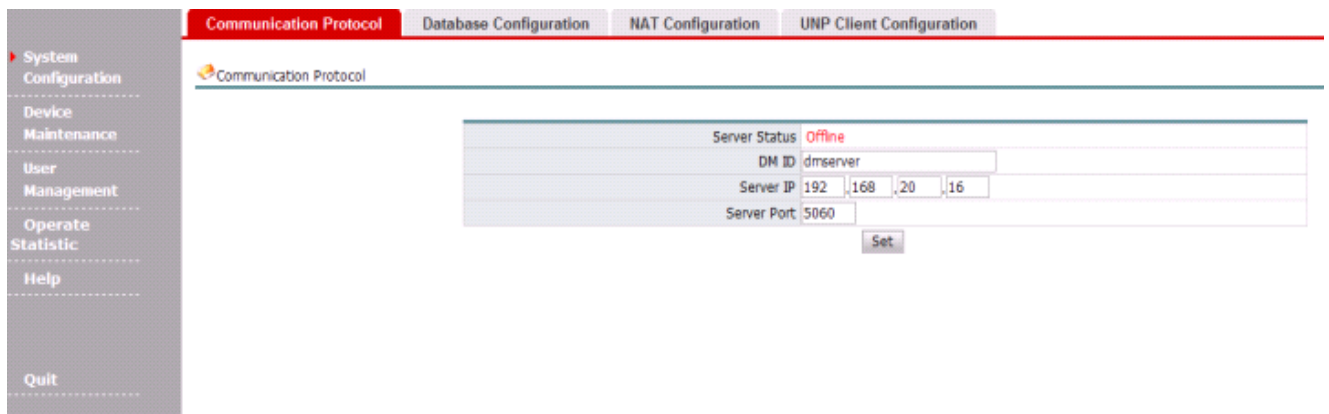 Communication Protocol
Database Configuration
NAT Configuration
UNP Client Configuration
System
Configuration
Device
Maintenance
User
Management
Operate
Statistic
Help
Quit
Communication Protocol
Server Status Offline
DM ID dmserver
Server IP 192 .168 .20 .16
Server Port 5060
Set